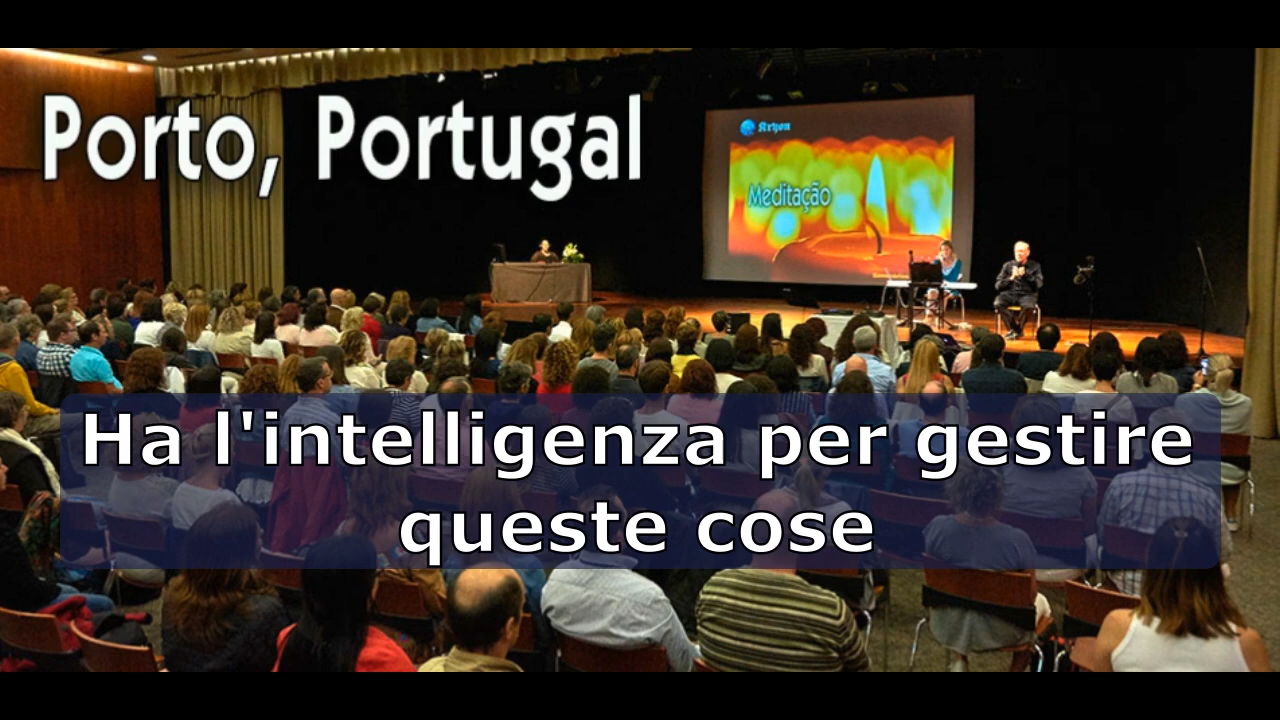 Porto, Portugal
Kryon
Meditação
Ha l'intelligenza per gestire
queste cose